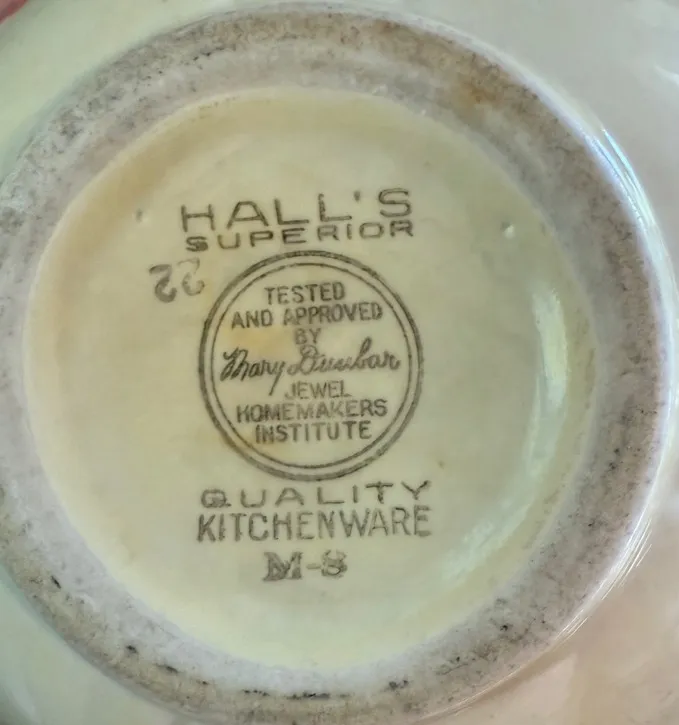 HALL'S
SUPERIOR
22
TESTED
AND APPROVED
BY
Mary Dunbar
JEWEL
HOMEMAKERS
INSTITUTE
QUALITY
KITCHENWARE
M-8